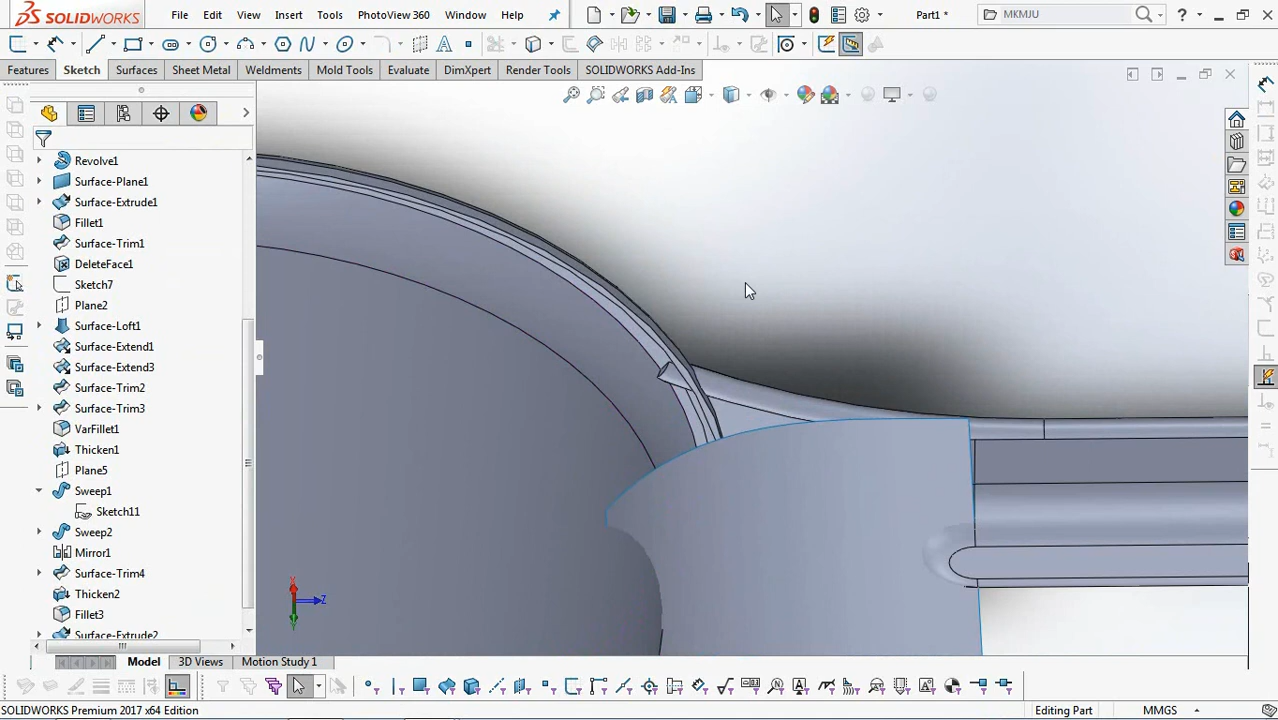 SOLIDWORKS File Edit View Insert Tools PhotoView 360 Window Help Part1 * MKMJU ?
Features Sketch Surfaces Sheet Metal Weldments Mold Tools Evaluate DimXpert Render Tools SOLIDWORKS Add-Ins
Revolve1
Surface-Plane1
Surface-Extrude1
Fillet1
Surface-Trim1
DeleteFace1
Sketch7
Plane2
Surface-Loft1
Surface-Extend1
Surface-Extend3
Surface-Trim2
Surface-Trim3
VarFillet1
Thicken1
Plane5
Sweep1
Sketch11
Sweep2
Mirror1
Surface-Trim4
Thicken2
Fillet3
Surface-Extrude2
X
Z
Model 3D Views Motion Study 1
SOLIDWORKS Premium 2017 x64 Edition Editing Part MMGS